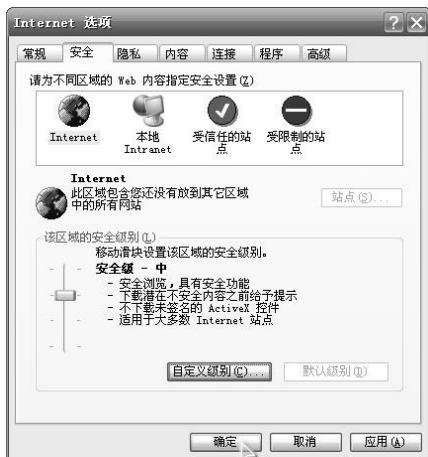 Internet 选项
常规 安全 隐私 内容 连接 程序 高级
请为不同区域的 Web 内容指定安全设置(Z)
Internet
本地
Intranet
受信任的站
点
受限制的站
点
Internet
此区域包含您还没有放到其它区域
中的所有网站
站点(S)...
该区域的安全级别(L)
移动滑块设置该区域的安全级别。
安全级 - 中
- 安全浏览,具有安全功能
- 下载潜在不安全内容之前给予提示
- 不下载未签名的 ActiveX 控件
- 适用于大多数 Internet 站点
自定义级别(C)...
默认级别(D)
确定
取消
应用(A)